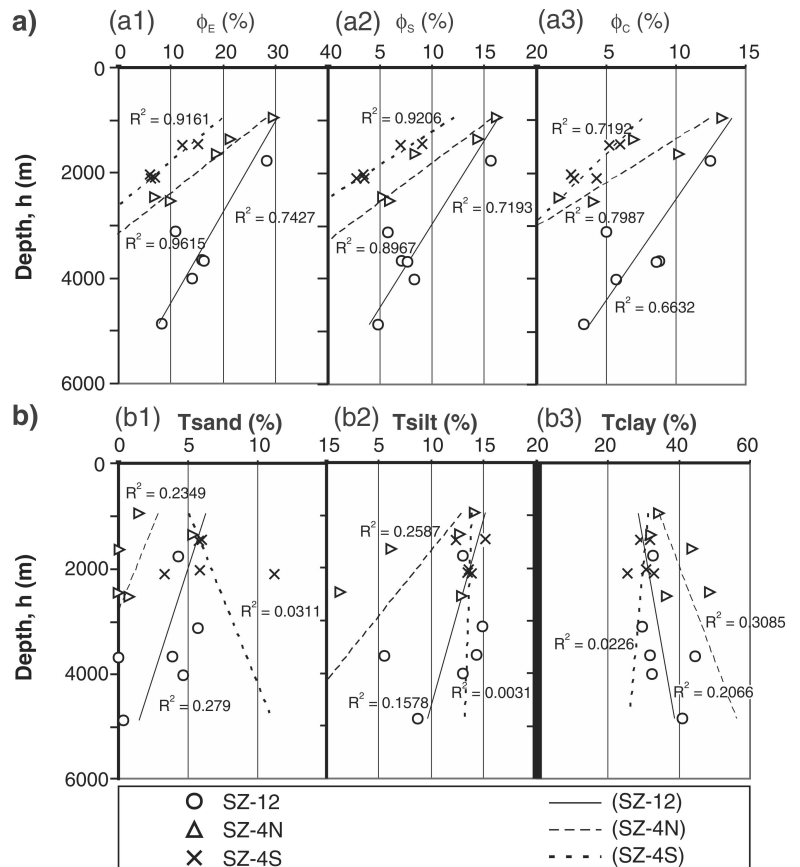 a) (a1) ϕE (%) (a2) ϕS (%) (a3) ϕC (%)
0 10 20 30 40 5 10 15 20 5 10 15
0
2000
4000
6000
Depth, h (m)
R² = 0.9161
R² = 0.7427
R² = 0.9615
R² = 0.9206
R² = 0.7193
R² = 0.8967
R² = 0.7192
R² = 0.7987
R² = 0.6632
b) (b1) Tsand (%) (b2) Tsilt (%) (b3) Tclay (%)
0 5 10 15 5 10 15 20 20 40 60
0
2000
4000
6000
Depth, h (m)
R² = 0.2349
R² = 0.0311
R² = 0.279
R² = 0.2587
R² = 0.1578
R² = 0.0031
R² = 0.0226
R² = 0.3085
R² = 0.2066
SZ-12 (SZ-12)
SZ-4N (SZ-4N)
SZ-4S (SZ-4S)